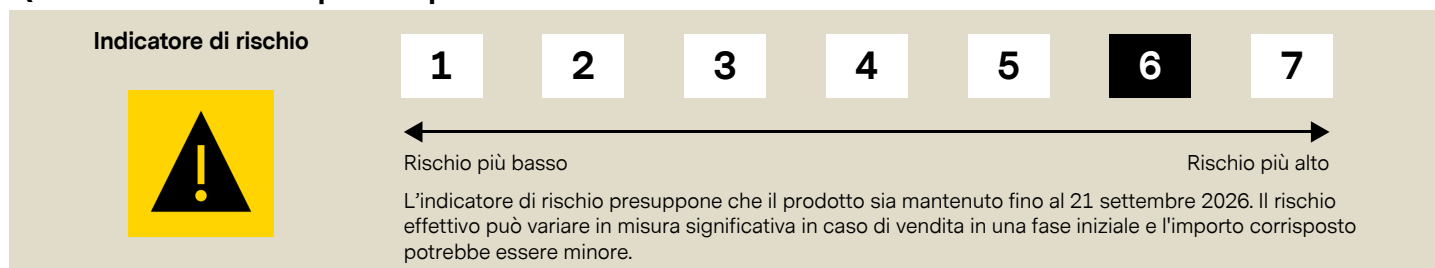 Indicatore di rischio
1 2 3 4 5 6 7
Rischio più basso Rischio più alto
L'indicatore di rischio presuppone che il prodotto sia mantenuto fino al 21 settembre 2026. Il rischio
effettivo può variare in misura significativa in caso di vendita in una fase iniziale e l'importo corrisposto
potrebbe essere minore.